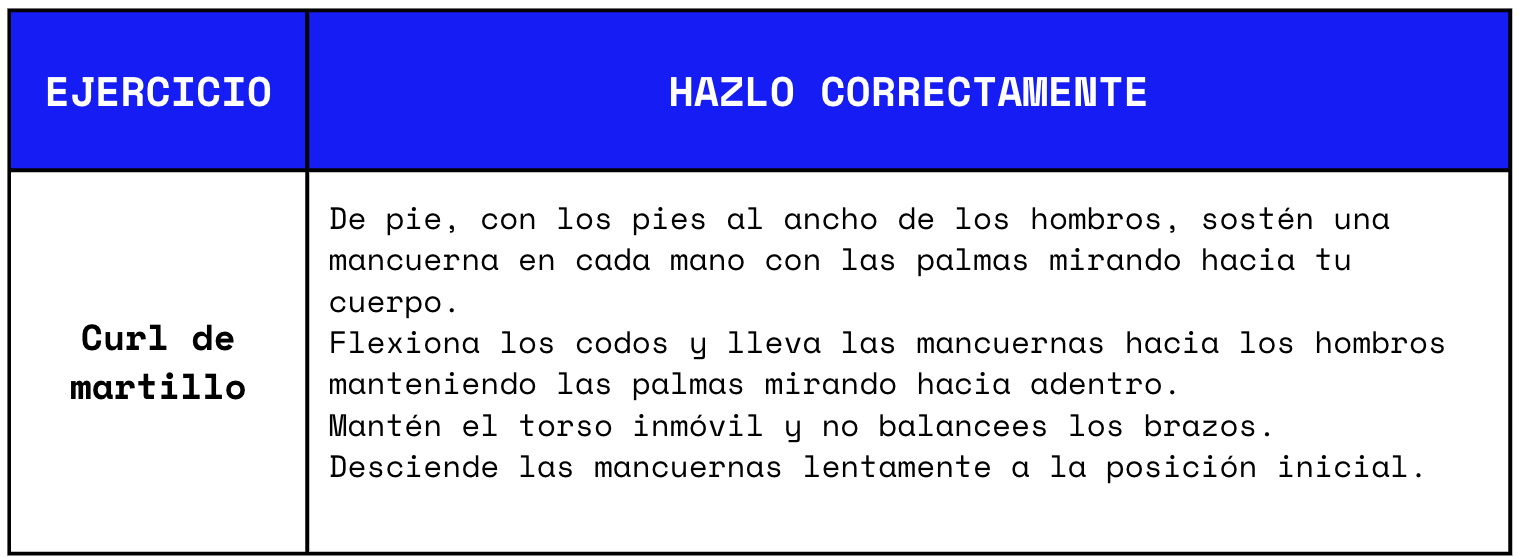 EJERCICIO
HAZLO CORRECTAMENTE
Curl de
martillo
De pie, con los pies al ancho de los hombros, sostén una
mancuerna en cada mano con las palmas mirando hacia tu
cuerpo.
Flexiona los codos y lleva las mancuernas hacia los hombros
manteniendo las palmas mirando hacia adentro.
Mantén el torso inmóvil y no balancees los brazos.
Desciende las mancuernas lentamente a la posición inicial.